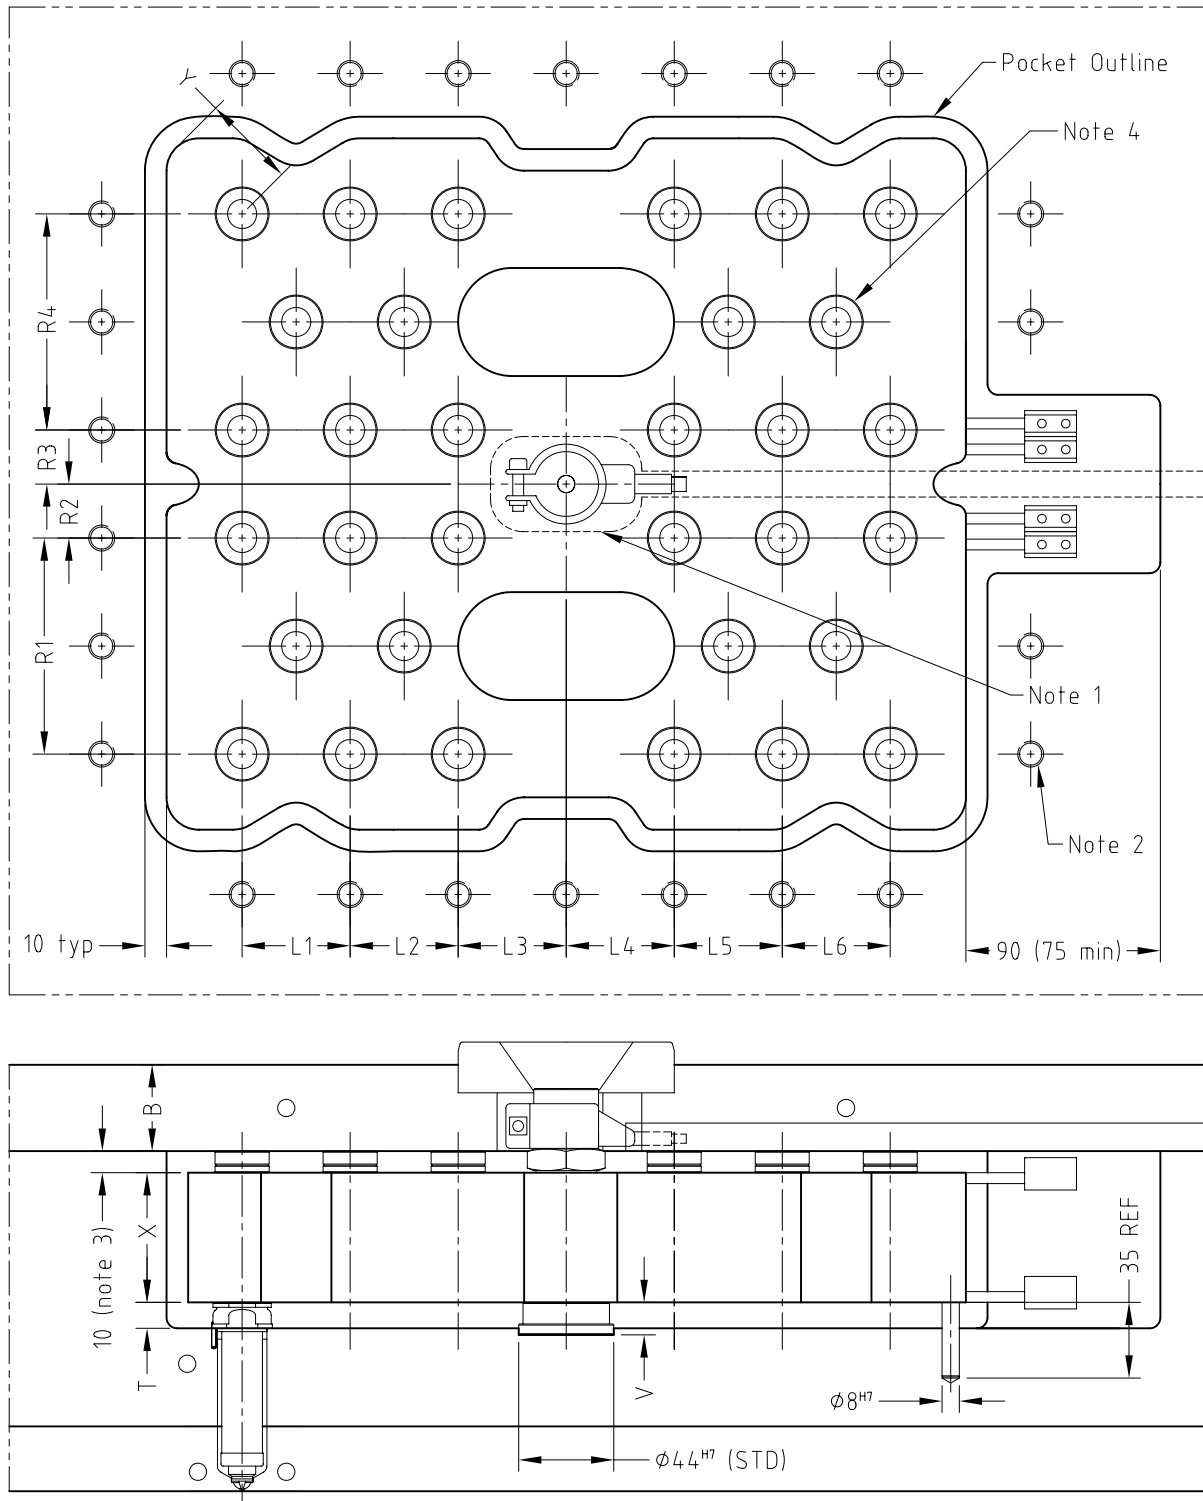 Pocket Outline
Y
Note 4
R4
R3
R2
R1
Note 1
Note 2
10 typ
L1
L2
L3
L4
L5
L6
90 (75 min)
B
X
10 (note 3)
T
V
35 REF
Ø8H7
Ø44H7 (STD)